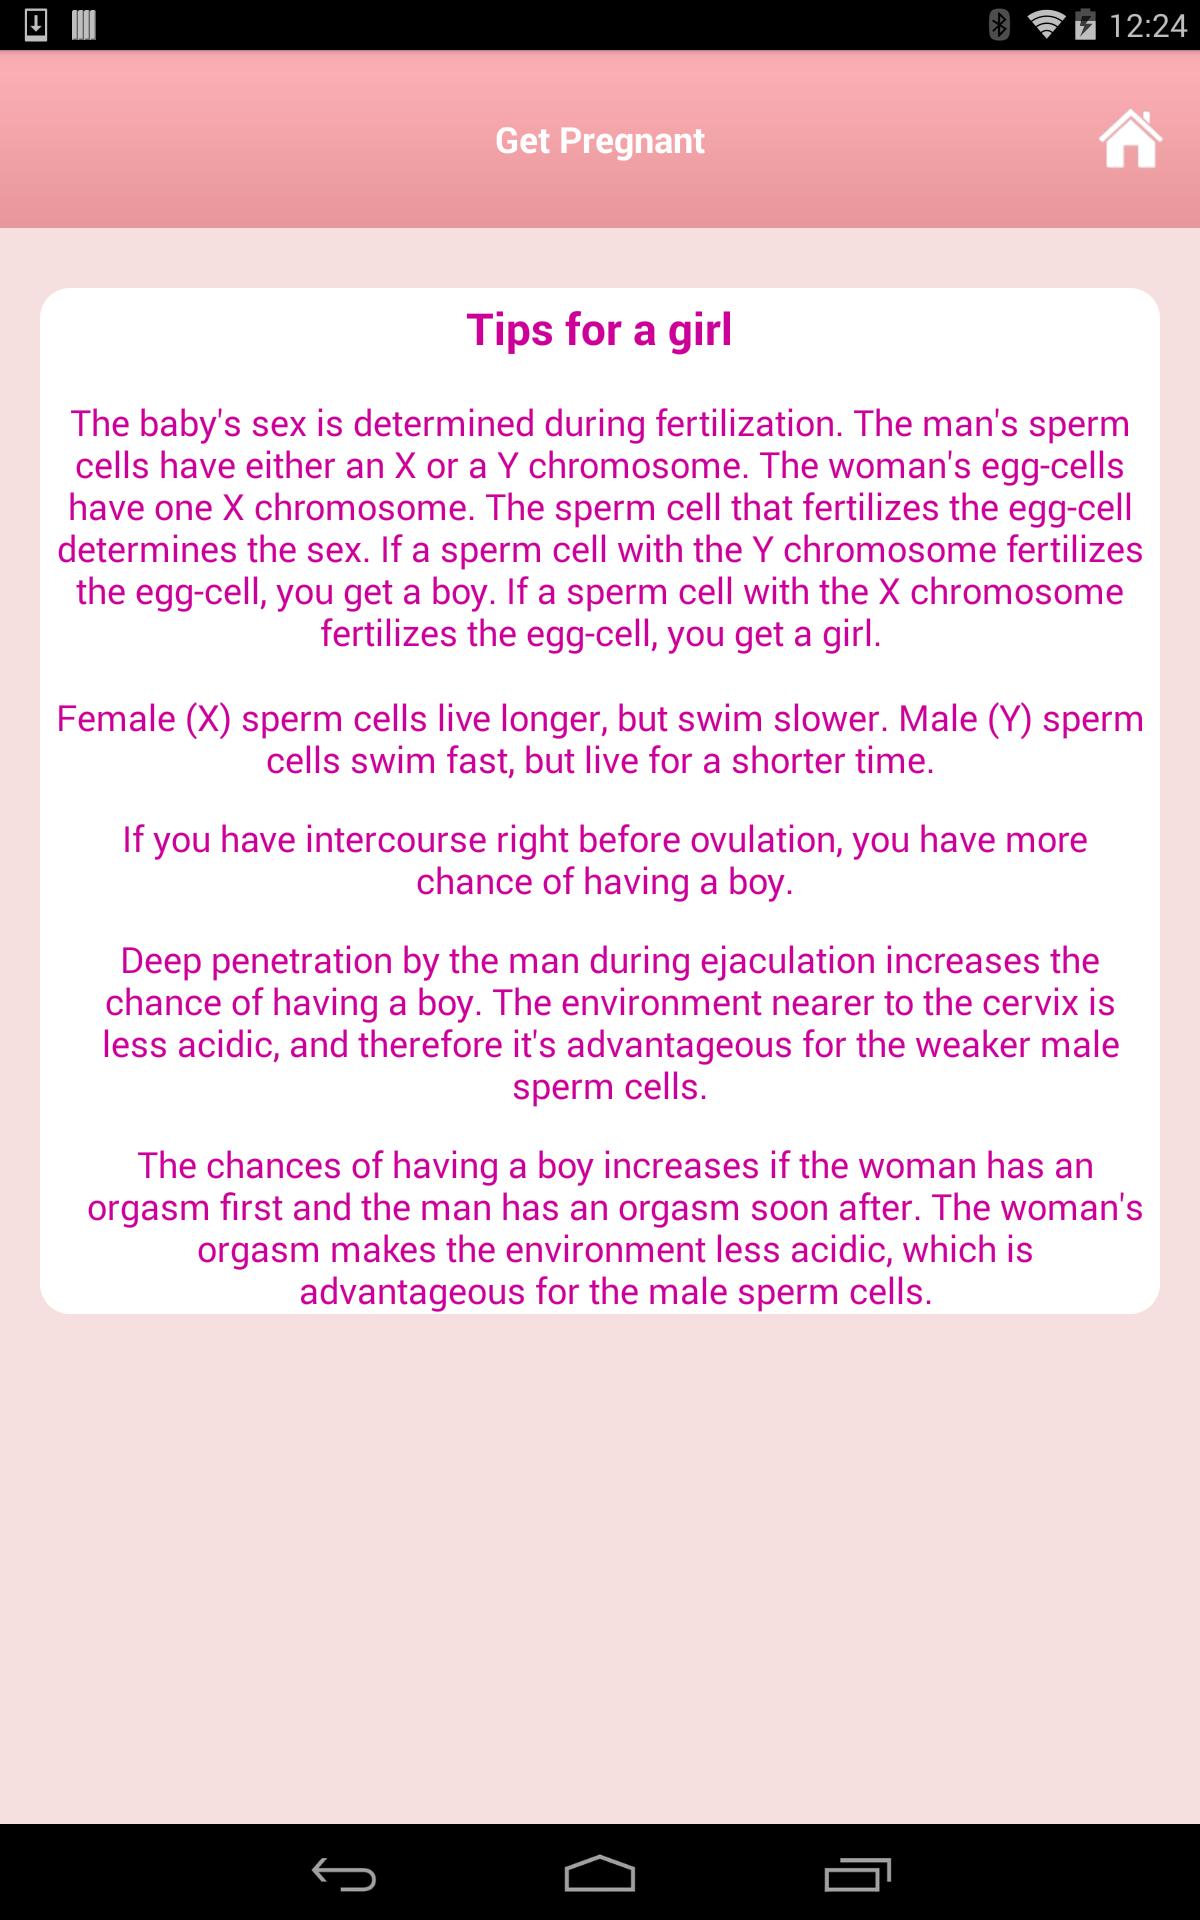 12:24
Get Pregnant
Tips for a girl
The baby's sex is determined during fertilization. The man's sperm
cells have either an X or a Y chromosome. The woman's egg-cells
have one X chromosome. The sperm cell that fertilizes the egg-cell
determines the sex. If a sperm cell with the Y chromosome fertilizes
the egg-cell, you get a boy. If a sperm cell with the X chromosome
fertilizes the egg-cell, you get a girl.
Female (X) sperm cells live longer, but swim slower. Male (Y) sperm
cells swim fast, but live for a shorter time.
If you have intercourse right before ovulation, you have more
chance of having a boy.
Deep penetration by the man during ejaculation increases the
chance of having a boy. The environment nearer to the cervix is
less acidic, and therefore it's advantageous for the weaker male
sperm cells.
The chances of having a boy increases if the woman has an
orgasm first and the man has an orgasm soon after. The woman's
orgasm makes the environment less acidic, which is
advantageous for the male sperm cells.